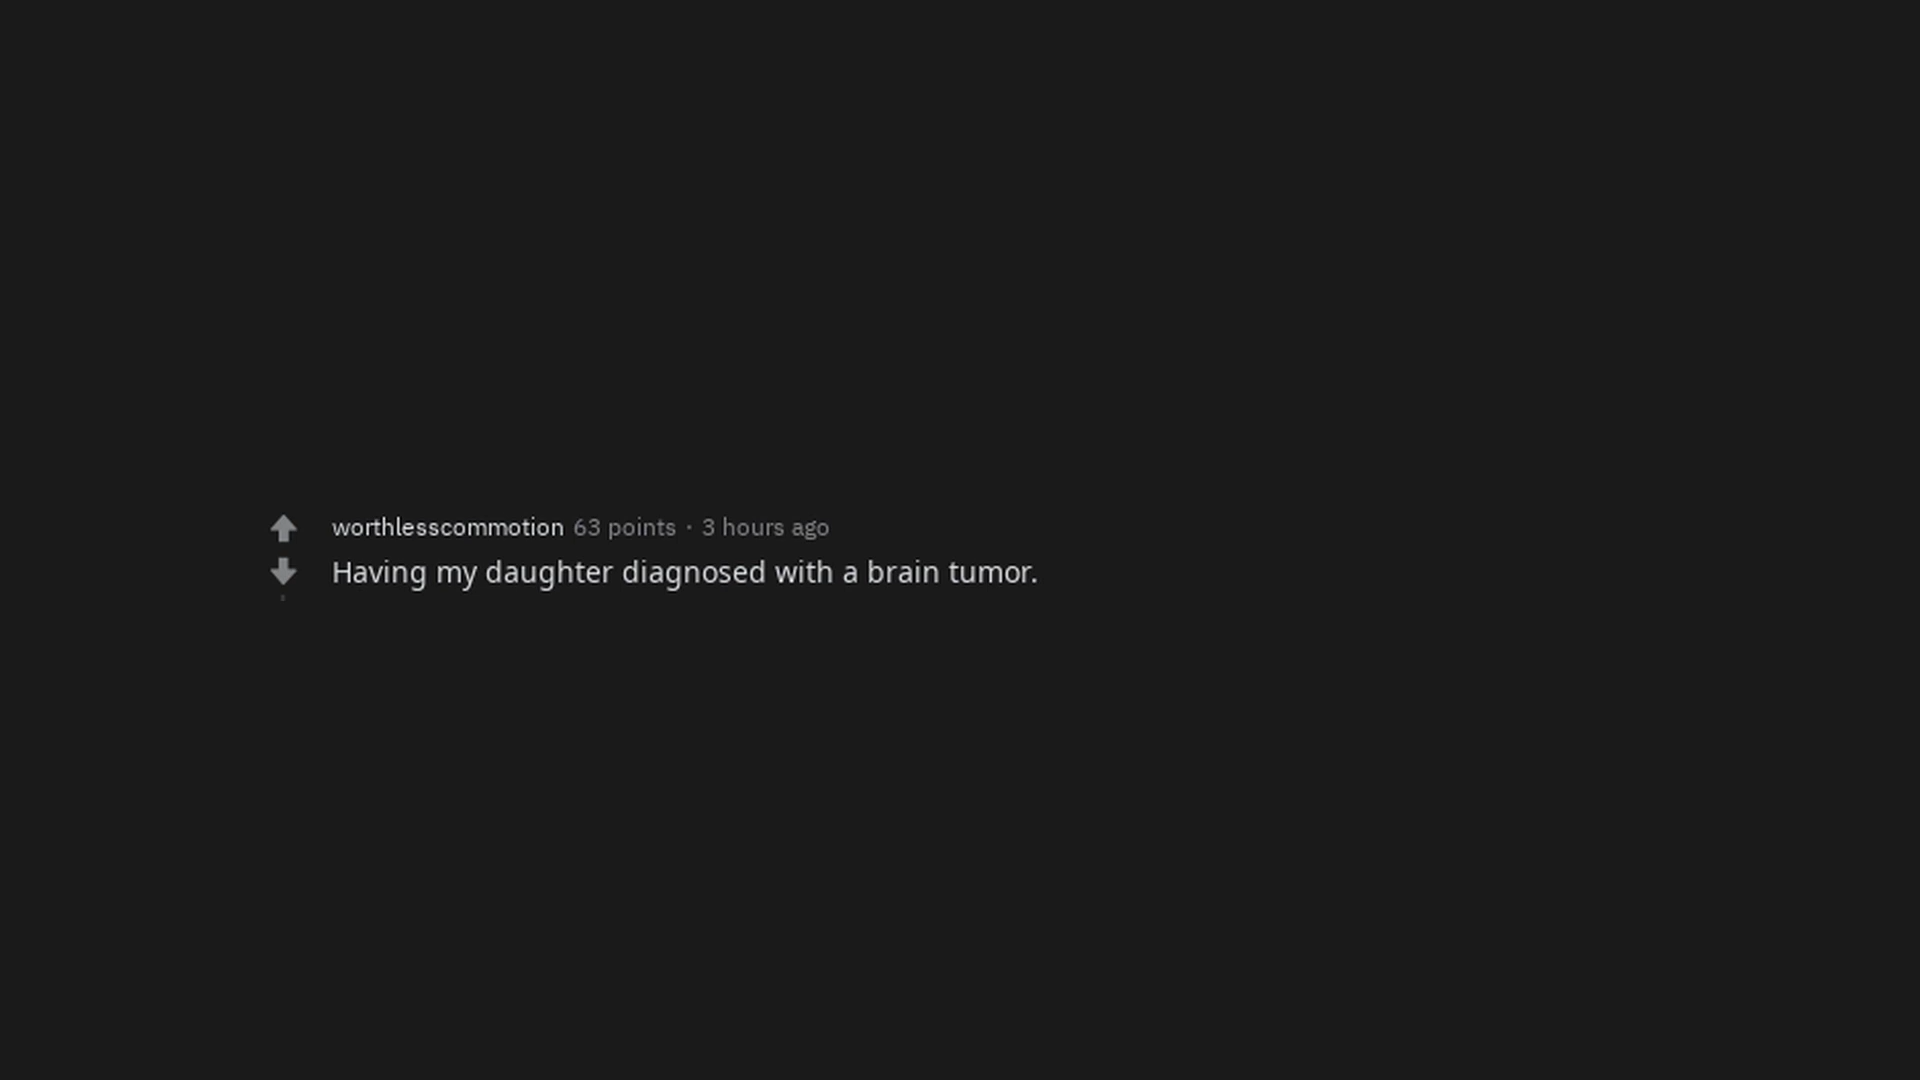 worthlesscommotion 63 points · 3 hours ago
Having my daughter diagnosed with a brain tumor.